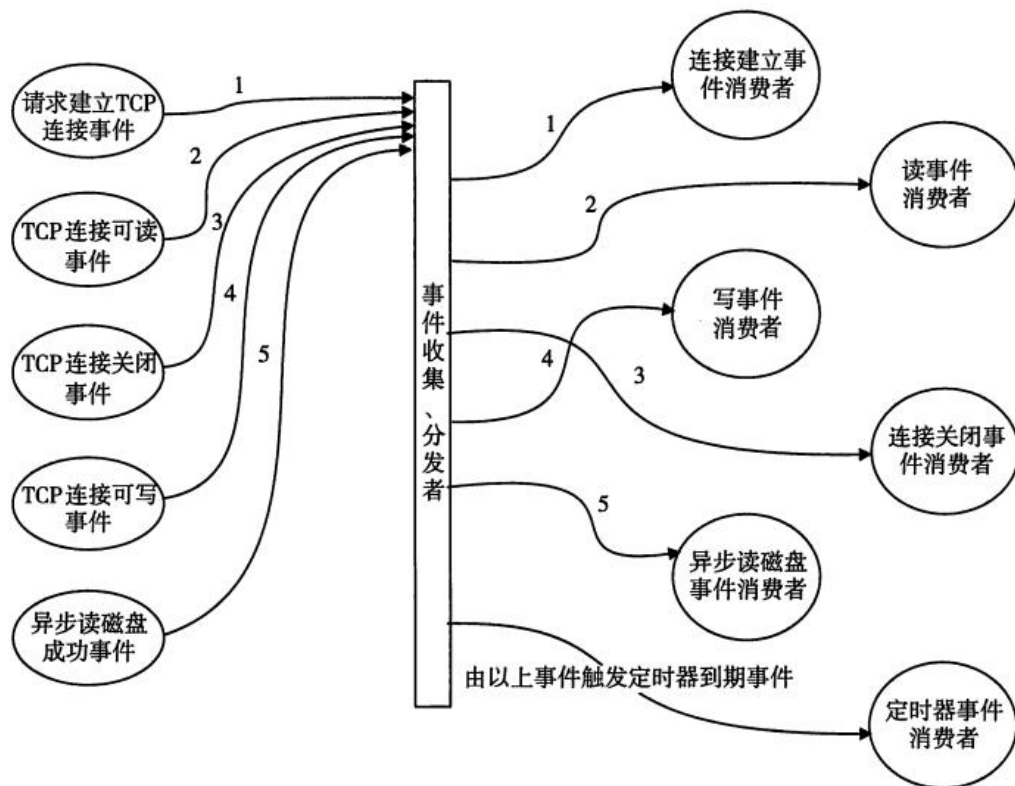 请求建立TCP
连接事件
1
TCP连接可读
事件
2
TCP连接关闭
事件
3
TCP连接可写
事件
4
异步读磁盘
成功事件
5
事件收集、分发者
1
连接建立事
件消费者
2
读事件
消费者
4
写事件
消费者
3
连接关闭事
件消费者
5
异步读磁盘
事件消费者
由以上事件触发定时器到期事件
定时器事件
消费者